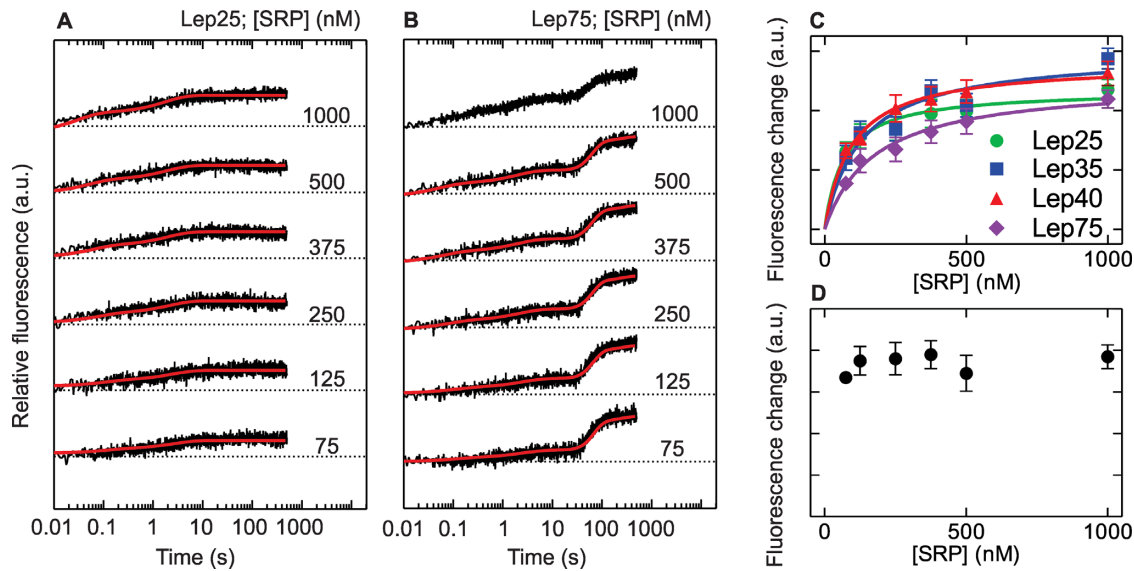 A Lep25; [SRP] (nM)
1000
500
375
250
125
75
0.01 0.1 1 10 100 1000
Time (s)
Relative fluorescence (a.u.)
B Lep75; [SRP] (nM)
1000
500
375
250
125
75
0.01 0.1 1 10 100 1000
Time (s)
C
Fluorescence change (a.u.)
Lep25
Lep35
Lep40
Lep75
0 500 1000
[SRP] (nM)
D
Fluorescence change (a.u.)
0 500 1000
[SRP] (nM)